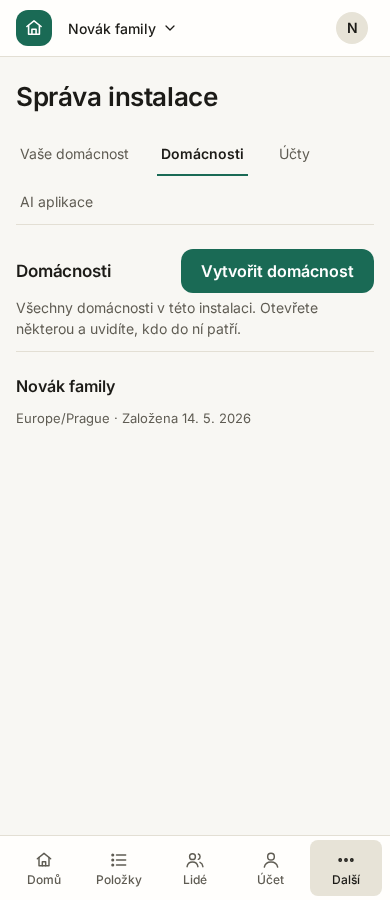 Novák family
N
Správa instalace
Vaše domácnost
Domácnosti
Účty
AI aplikace
Domácnosti
Vytvořit domácnost
Všechny domácnosti v této instalaci. Otevřete
některou a uvidíte, kdo do ní patří.
Novák family
Europe/Prague · Založena 14. 5. 2026
Domů
Položky
Lidé
Účet
Další